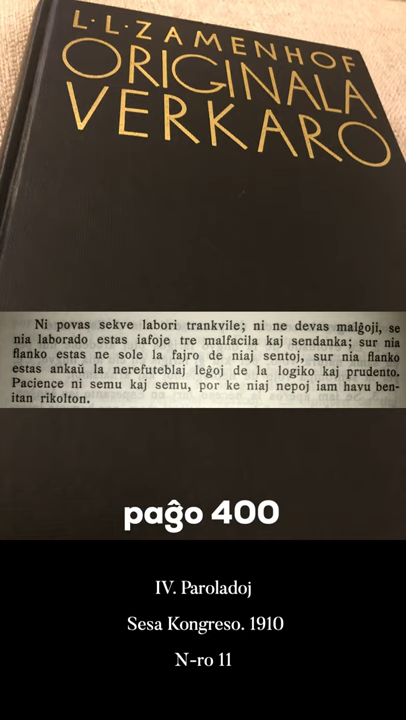 L·L·ZAMENHOF
ORIGINALA
VERKARO
Ni povas sekve labori trankvile; ni ne devas malĝoji, se
nia laborado estas iafoje tre malfacila kaj sendanka; sur nia
flanko estas ne sole la fajro de niaj sentoj, sur nia flanko
estas ankaŭ la nerefuteblaj leĝoj de la logiko kaj prudento.
Pacience ni semu kaj semu, por ke niaj nepoj iam havu ben-
itan rikolton.
paĝo 400
IV. Paroladoj
Sesa Kongreso. 1910
N-ro 11